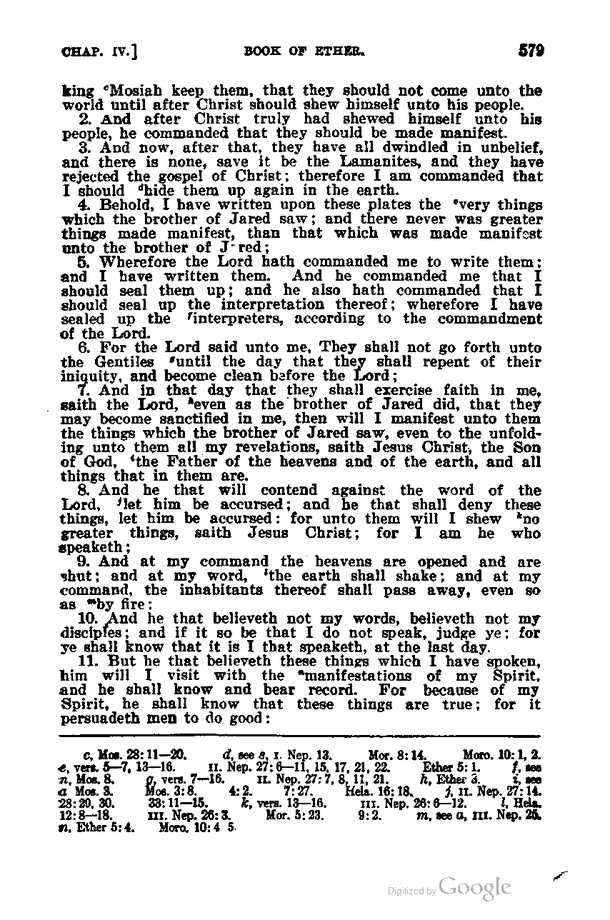 CHAP. IV.] BOOK OF ETHER. 579
king ᶜMosiah keep them, that they should not come unto the
world until after Christ should shew himself unto his people.
2. And after Christ truly had shewed himself unto his
people, he commanded that they should be made manifest.
3. And now, after that, they have all dwindled in unbelief,
and there is none, save it be the Lamanites, and they have
rejected the gospel of Christ; therefore I am commanded that
I should ᵈhide them up again in the earth.
4. Behold, I have written upon these plates the ᵉvery things
which the brother of Jared saw; and there never was greater
things made manifest, than that which was made manifest
unto the brother of J red;
5. Wherefore the Lord hath commanded me to write them;
and I have written them. And he commanded me that I
should seal them up; and he also hath commanded that I
should seal up the interpretation thereof; wherefore I have
sealed up the ᶠinterpreters, according to the commandment
of the Lord.
6. For the Lord said unto me, They shall not go forth unto
the Gentiles ᵍuntil the day that they shall repent of their
iniquity, and become clean before the Lord;
7. And in that day that they shall exercise faith in me,
saith the Lord, ʰeven as the brother of Jared did, that they
may become sanctified in me, then will I manifest unto them
the things which the brother of Jared saw, even to the unfold-
ing unto them all my revelations, saith Jesus Christ, the Son
of God, ⁱthe Father of the heavens and of the earth, and all
things that in them are.
8. And he that will contend against the word of the
Lord, ʲlet him be accursed; and he that shall deny these
things, let him be accursed: for unto them will I shew ᵏno
greater things, saith Jesus Christ; for I am he who
speaketh;
9. And at my command the heavens are opened and are
shut; and at my word, ˡthe earth shall shake; and at my
command, the inhabitants thereof shall pass away, even so
as ᵐby fire:
10. And he that believeth not my words, believeth not my
disciples; and if it so be that I do not speak, judge ye; for
ye shall know that it is I that speaketh, at the last day.
11. But he that believeth these things which I have spoken,
him will I visit with the ⁿmanifestations of my Spirit,
and he shall know and bear record. For because of my
Spirit, he shall know that these things are true; for it
persuadeth men to do good:
c, Mos. 28:11—20. d, see s, I. Nep. 13. Mor. 8:14. Moro. 10:1, 2.
e, vers. 5—7, 13—16. II. Nep. 27:6—11, 15, 17, 21, 22. Ether 5:1. f, see
n, Mos. 8. g, vers. 7—16. II. Nep. 27:7, 8, 11, 21. h, Ether 3. i, see
a Mos. 3. Mos. 3:8. 4:2. 7:27. Hela. 16:18. j, II. Nep. 27:14.
28:29, 30. 33:11—15. k, vers. 13—16. III. Nep. 26:6—12. l, Hela.
12:8—18. III. Nep. 26:3. Mor. 5:23. 9:2. m, see a, III. Nep. 25.
n, Ether 5:4. Moro. 10:4 5
Digitized by Google